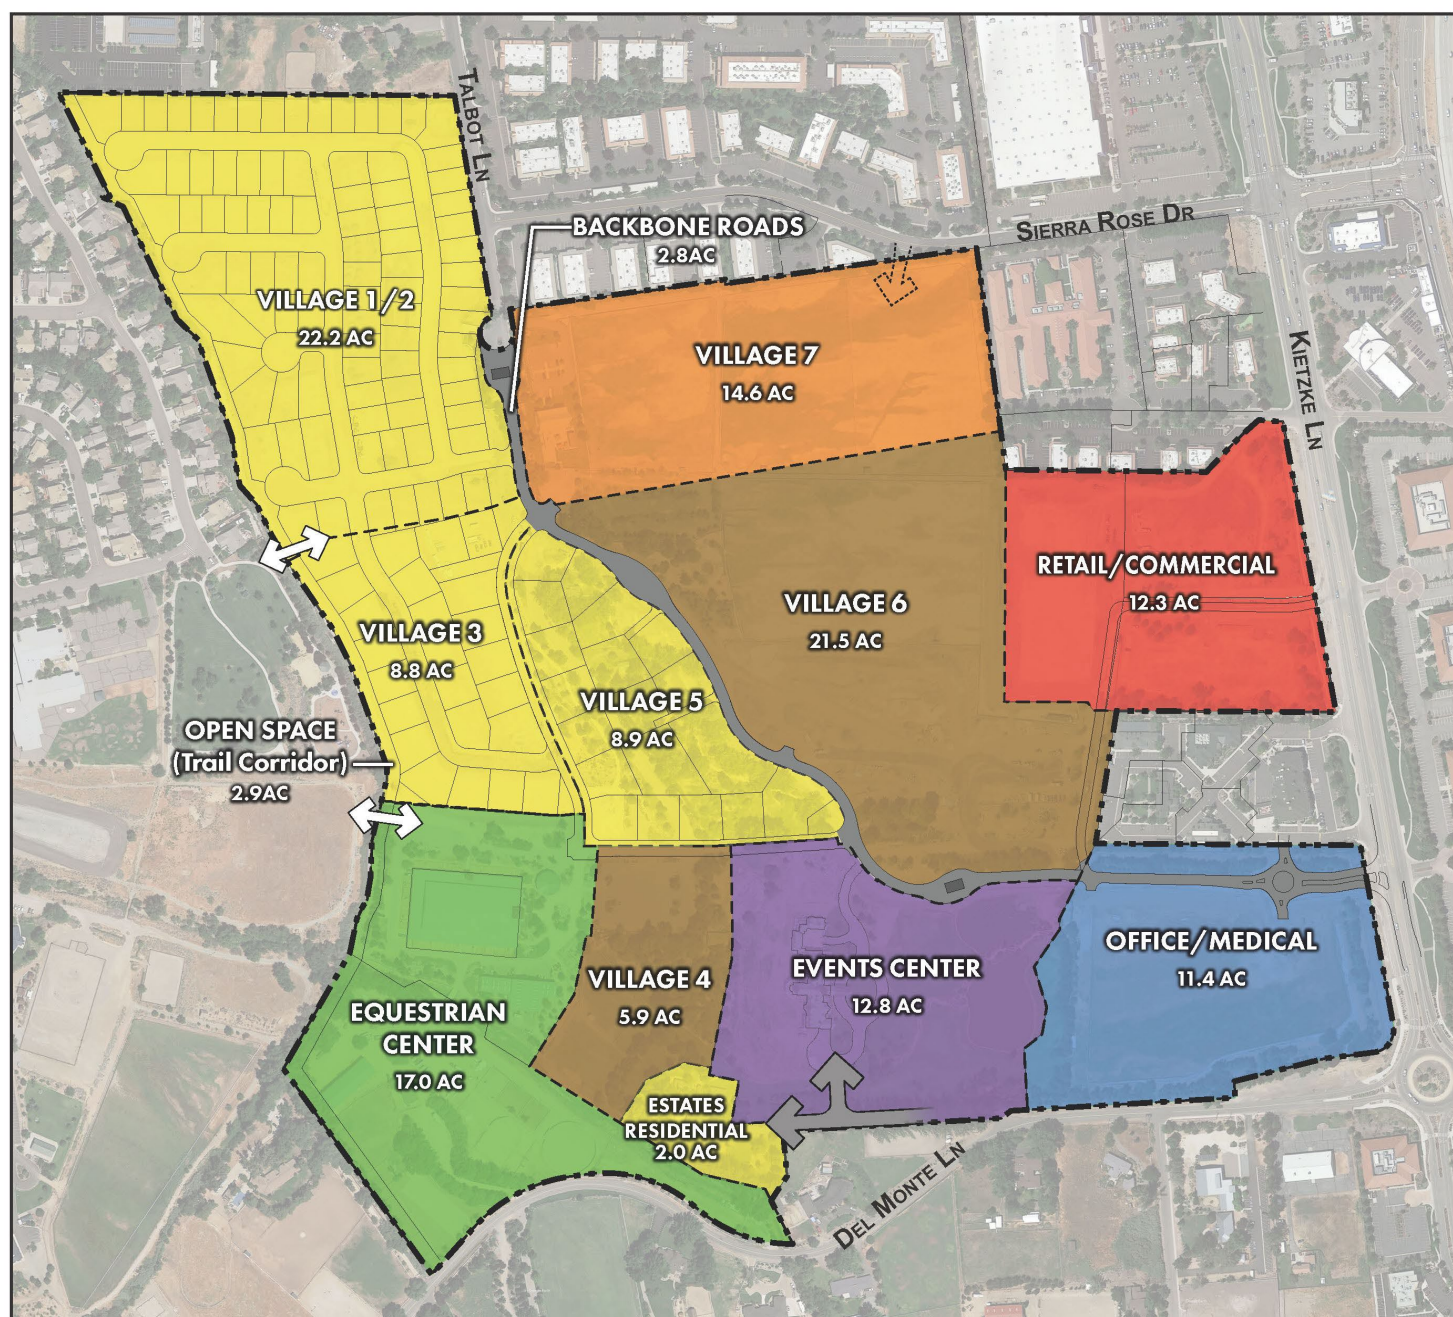 TALBOT LN
BACKBONE ROADS
2.8AC
SIERRA ROSE DR
VILLAGE 1/2
22.2 AC
VILLAGE 7
14.6 AC
KIETZKE LN
RETAIL/COMMERCIAL
12.3 AC
VILLAGE 6
21.5 AC
VILLAGE 3
8.8 AC
VILLAGE 5
8.9 AC
OPEN SPACE
(Trail Corridor)
2.9AC
OFFICE/MEDICAL
11.4 AC
EVENTS CENTER
12.8 AC
VILLAGE 4
5.9 AC
EQUESTRIAN
CENTER
17.0 AC
ESTATES
RESIDENTIAL
2.0 AC
DEL MONTE LN